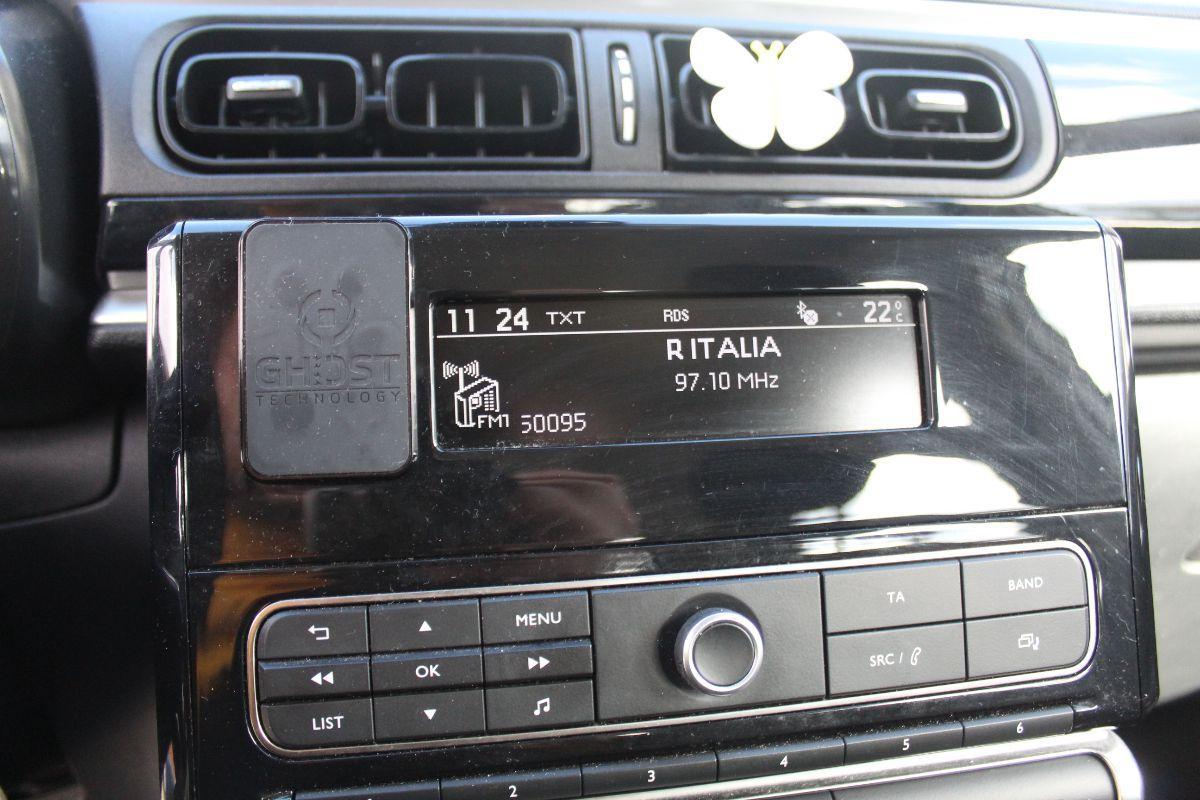 GHOST
TECHNOLOGY
11 24 TXT RDS 22°C
R ITALIA
97.10 MHz
FM1 50095
MENU
OK
LIST
TA
BAND
SRC /
2 3 4 5 6